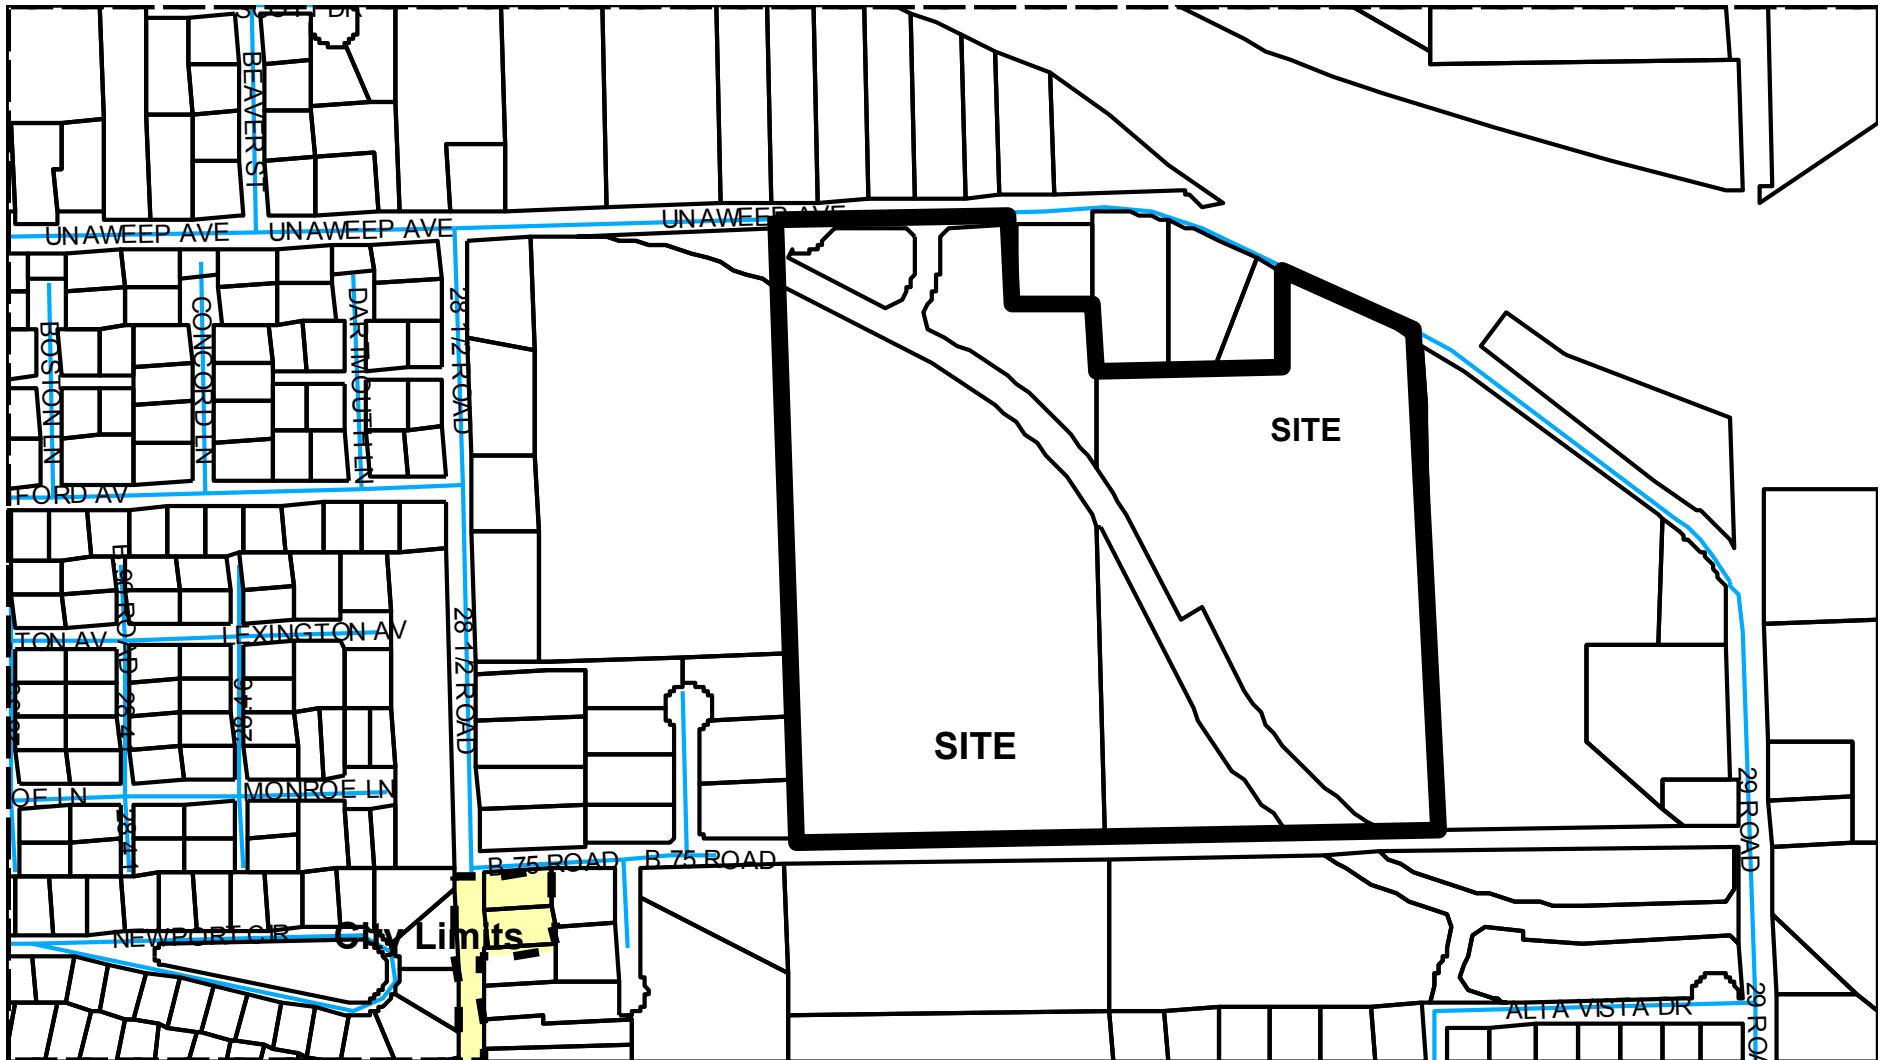 BEAVER ST
UNAWEEP AVE
UNAWEEP AVE
UNAWEEP AVE
28 1/2 ROAD
BOSTON LN
CONCORD LN
DARTMOUTH LN
SITE
FORD AV
28 1/2 ROAD
TON AV
LEXINGTON AV
SITE
OE LN
MONROE LN
29 ROAD
B.75 ROAD
B.75 ROAD
NEWPORT CIR
City Limits
ALTA VISTA DR